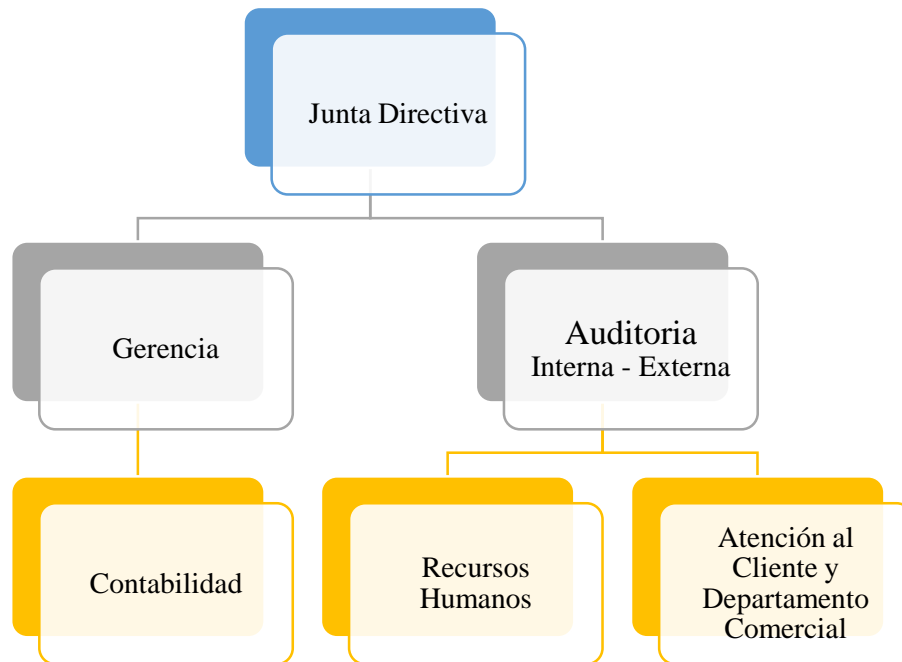 Junta Directiva
Gerencia
Auditoria
Interna - Externa
Contabilidad
Recursos
Humanos
Atención al
Cliente y
Departamento
Comercial